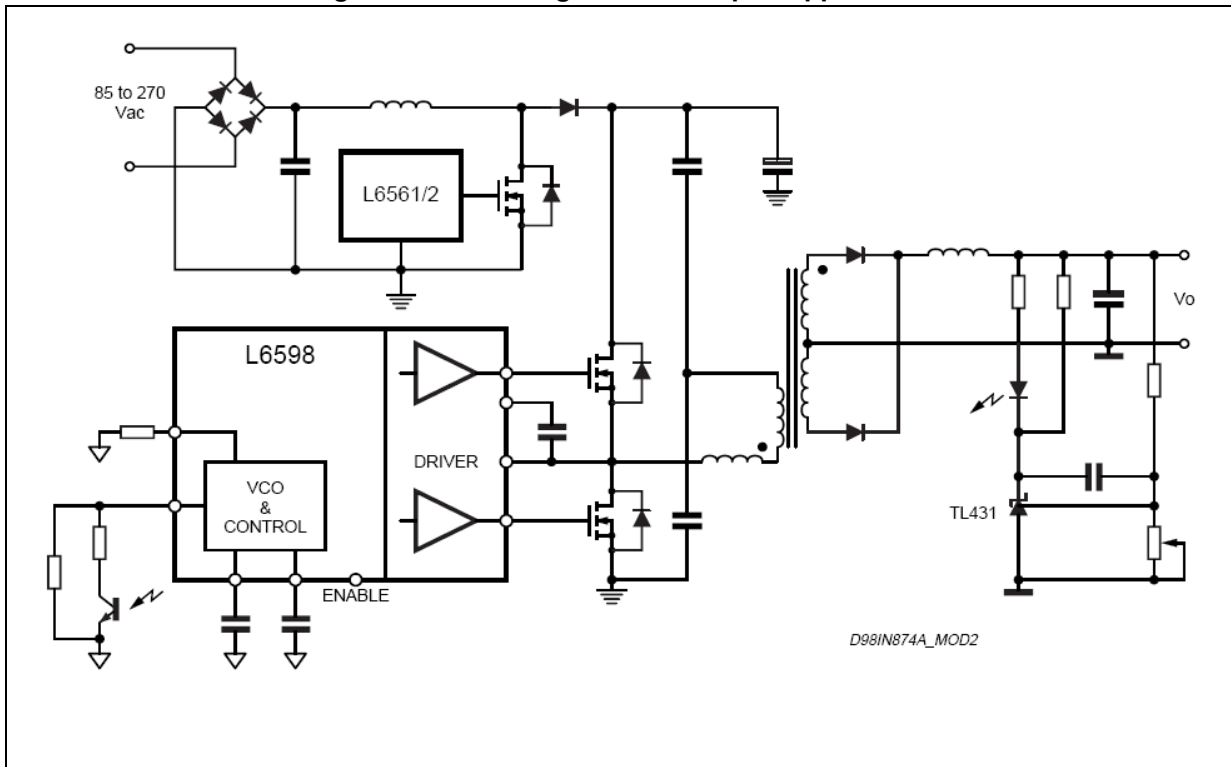 85 to 270
Vac
L6561/2
L6598
DRIVER
VCO
&
CONTROL
ENABLE
Vo
TL431
D98IN874A_MOD2